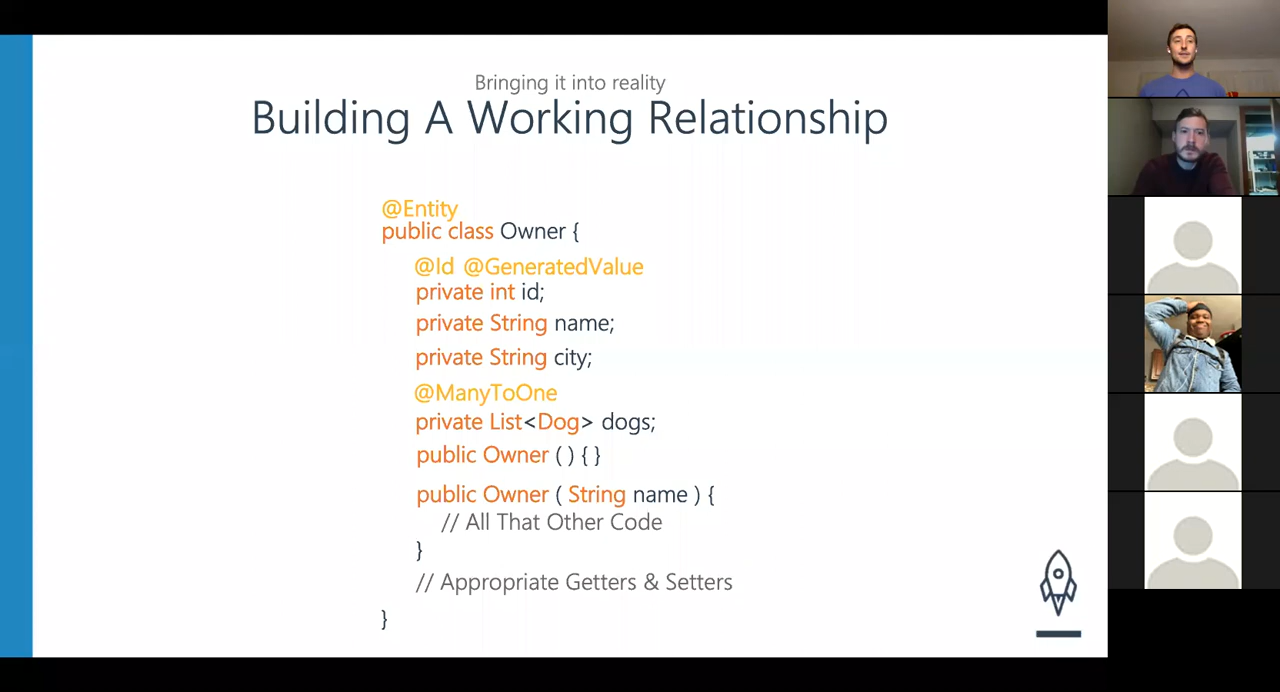 Bringing it into reality
Building A Working Relationship
@Entity
public class Owner {
@Id @GeneratedValue
private int id;
private String name;
private String city;
@ManyToOne
private List<Dog> dogs;
public Owner ( ) { }
public Owner ( String name ) {
// All That Other Code
}
// Appropriate Getters & Setters
}